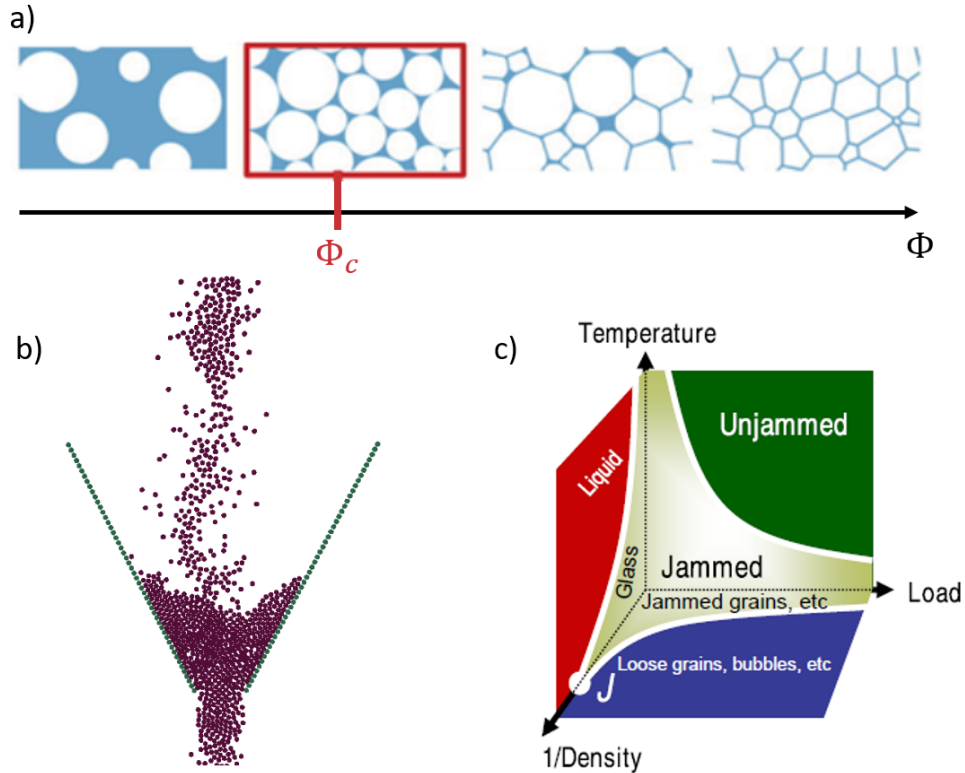 a)
Φc
Φ
b)
c)
Temperature
Unjammed
Liquid
Glass
Jammed
Jammed grains, etc
Load
Loose grains, bubbles, etc
J
1/Density